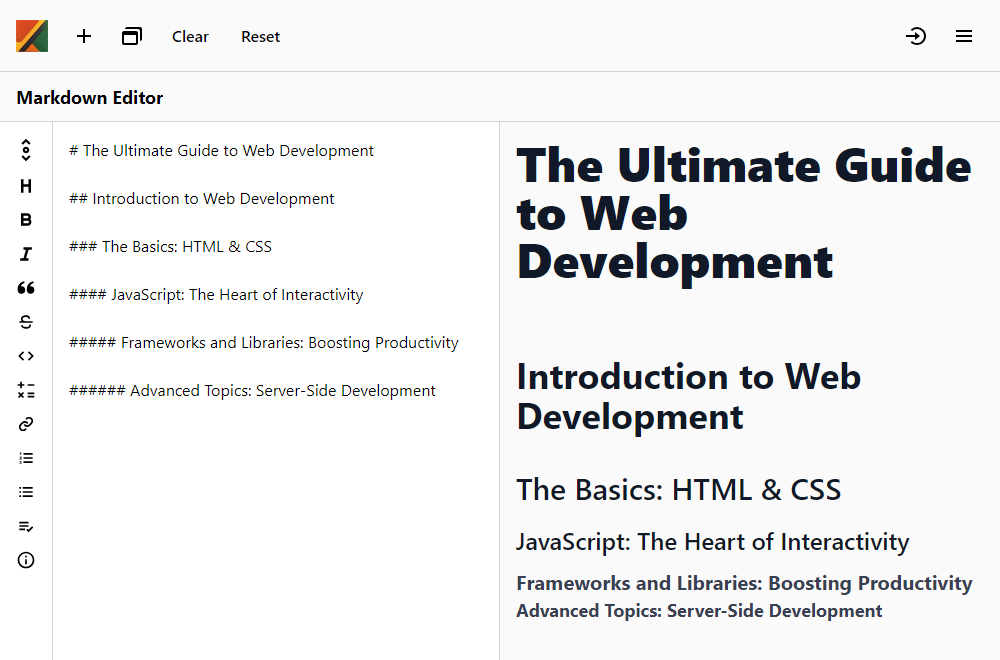 Clear
Reset
Markdown Editor
H
B
I
# The Ultimate Guide to Web Development
## Introduction to Web Development
### The Basics: HTML & CSS
#### JavaScript: The Heart of Interactivity
##### Frameworks and Libraries: Boosting Productivity
###### Advanced Topics: Server-Side Development
The Ultimate Guide
to Web
Development
Introduction to Web
Development
The Basics: HTML & CSS
JavaScript: The Heart of Interactivity
Frameworks and Libraries: Boosting Productivity
Advanced Topics: Server-Side Development